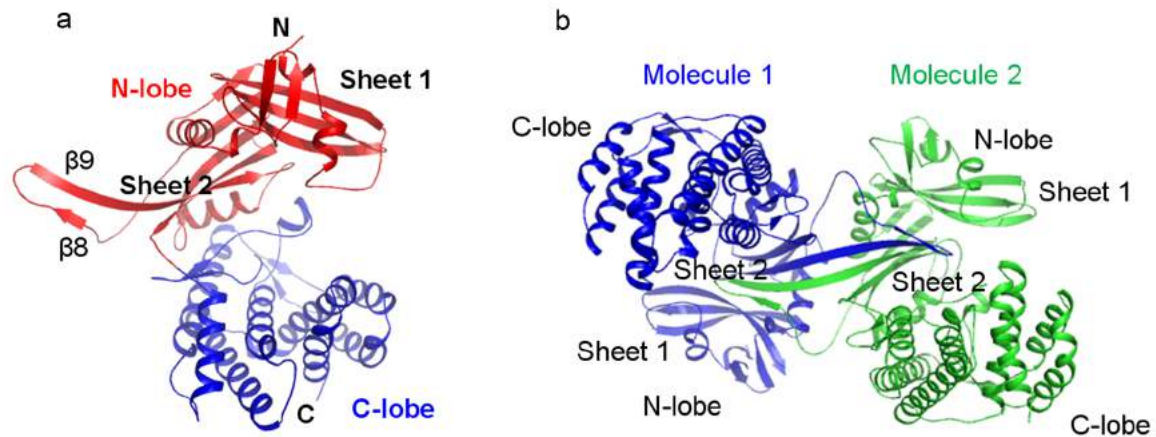 a
N
N-lobe
Sheet 1
β9
Sheet 2
β8
C
C-lobe
b
Molecule 1
Molecule 2
C-lobe
N-lobe
Sheet 1
Sheet 2
Sheet 2
Sheet 1
N-lobe
C-lobe